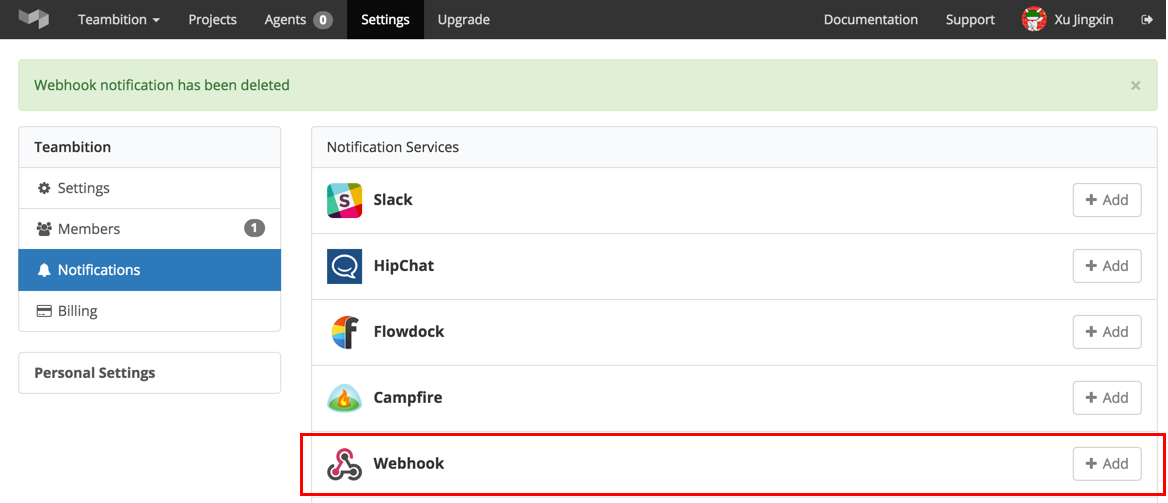 Teambition Projects Agents 0 Settings Upgrade Documentation Support Xu Jingxin
Webhook notification has been deleted ×
Teambition
Settings
Members 1
Notifications
Billing
Personal Settings
Notification Services
Slack + Add
HipChat + Add
Flowdock + Add
Campfire + Add
Webhook + Add